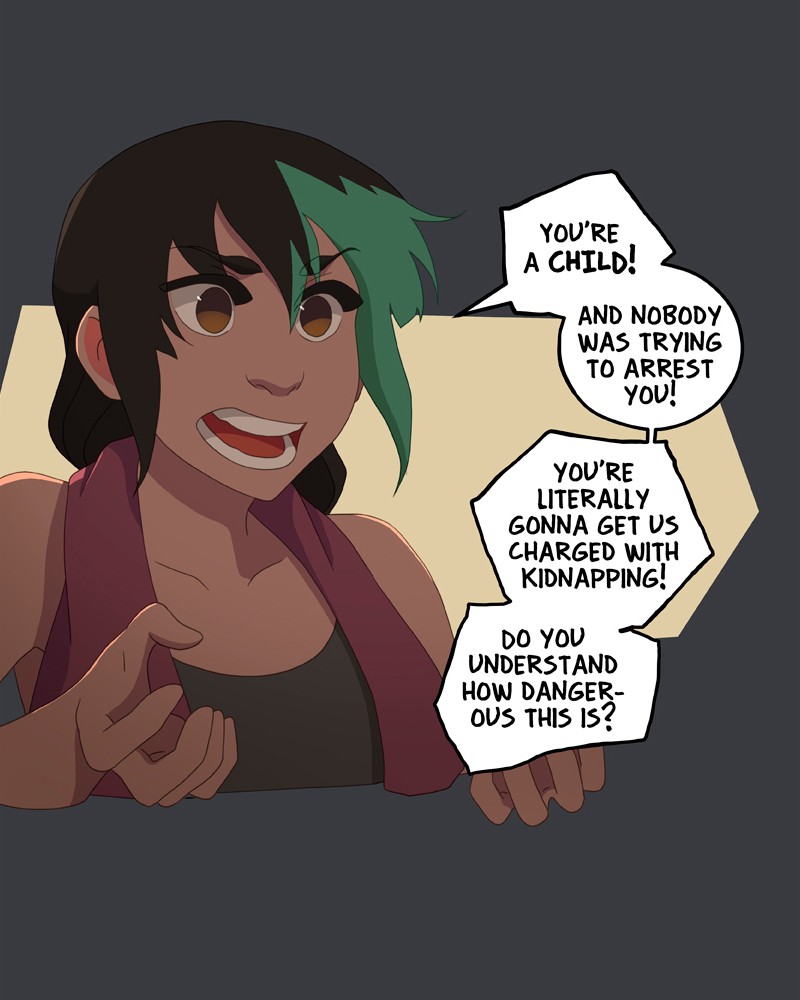 YOU'RE
A CHILD!
AND NOBODY
WAS TRYING
TO ARREST
YOU!
YOU'RE
LITERALLY
GONNA GET US
CHARGED WITH
KIDNAPPING!
DO YOU
UNDERSTAND
HOW DANGER-
OUS THIS IS?